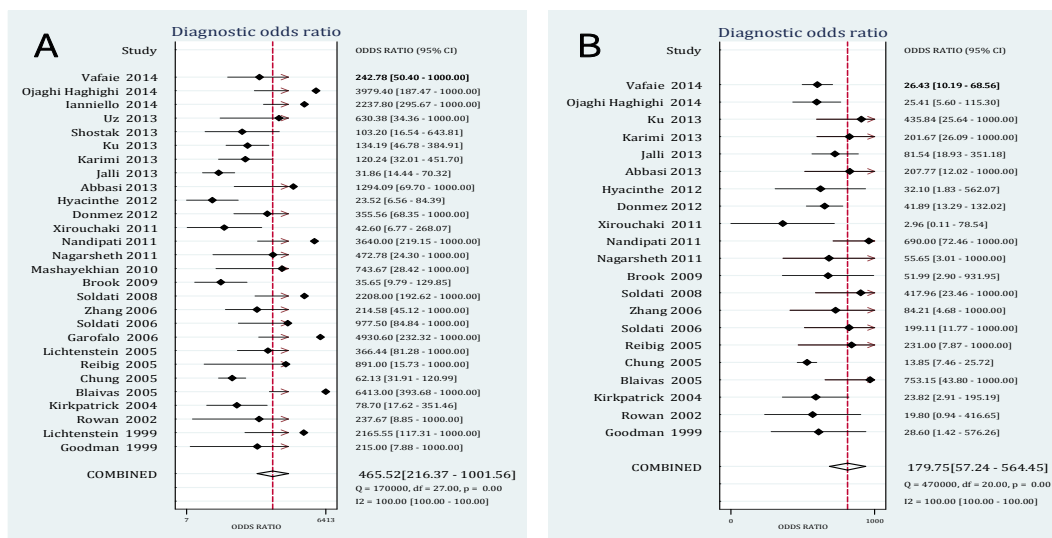 A
Diagnostic odds ratio
Study ODDS RATIO (95% CI)
Vafaie 2014 242.78 [50.40 - 1000.00]
Ojaghi Haghighi 2014 3979.40 [187.47 - 1000.00]
Ianniello 2014 2237.80 [295.67 - 1000.00]
Uz 2013 630.38 [34.36 - 1000.00]
Shostak 2013 103.20 [16.54 - 643.81]
Ku 2013 134.19 [46.78 - 384.91]
Karimi 2013 120.24 [32.01 - 451.70]
Jalli 2013 31.86 [14.44 - 70.32]
Abbasi 2013 1294.09 [69.70 - 1000.00]
Hyacinthe 2012 23.52 [6.56 - 84.39]
Donmez 2012 355.56 [68.35 - 1000.00]
Xirouchaki 2011 42.60 [6.77 - 268.07]
Nandipati 2011 3640.00 [219.15 - 1000.00]
Nagarsheth 2011 472.78 [24.30 - 1000.00]
Mashayekhian 2010 743.67 [28.42 - 1000.00]
Brook 2009 35.65 [9.79 - 129.85]
Soldati 2008 2208.00 [192.62 - 1000.00]
Zhang 2006 214.58 [45.12 - 1000.00]
Soldati 2006 977.50 [84.84 - 1000.00]
Garofalo 2006 4930.60 [232.32 - 1000.00]
Lichtenstein 2005 366.44 [81.28 - 1000.00]
Reibig 2005 891.00 [15.73 - 1000.00]
Chung 2005 62.13 [31.91 - 120.99]
Blaivas 2005 6413.00 [393.68 - 1000.00]
Kirkpatrick 2004 78.70 [17.62 - 351.46]
Rowan 2002 237.67 [8.85 - 1000.00]
Lichtenstein 1999 2165.55 [117.31 - 1000.00]
Goodman 1999 215.00 [7.88 - 1000.00]
COMBINED 465.52[216.37 - 1001.56]
Q = 170000, df = 27.00, p = 0.00
I2 = 100.00 [100.00 - 100.00]
7 6413
ODDS RATIO
B
Diagnostic odds ratio
Study ODDS RATIO (95% CI)
Vafaie 2014 26.43 [10.19 - 68.56]
Ojaghi Haghighi 2014 25.41 [5.60 - 115.30]
Ku 2013 435.84 [25.64 - 1000.00]
Karimi 2013 201.67 [26.09 - 1000.00]
Jalli 2013 81.54 [18.93 - 351.18]
Abbasi 2013 207.77 [12.02 - 1000.00]
Hyacinthe 2012 32.10 [1.83 - 562.07]
Donmez 2012 41.89 [13.29 - 132.02]
Xirouchaki 2011 2.96 [0.11 - 78.54]
Nandipati 2011 690.00 [72.46 - 1000.00]
Nagarsheth 2011 55.65 [3.01 - 1000.00]
Brook 2009 51.99 [2.90 - 931.95]
Soldati 2008 417.96 [23.46 - 1000.00]
Zhang 2006 84.21 [4.68 - 1000.00]
Soldati 2006 199.11 [11.77 - 1000.00]
Reibig 2005 231.00 [7.87 - 1000.00]
Chung 2005 13.85 [7.46 - 25.72]
Blaivas 2005 753.15 [43.80 - 1000.00]
Kirkpatrick 2004 23.82 [2.91 - 195.19]
Rowan 2002 19.80 [0.94 - 416.65]
Goodman 1999 28.60 [1.42 - 576.26]
COMBINED 179.75[57.24 - 564.45]
Q = 470000, df = 20.00, p = 0.00
I2 = 100.00 [100.00 - 100.00]
0 1000
ODDS RATIO